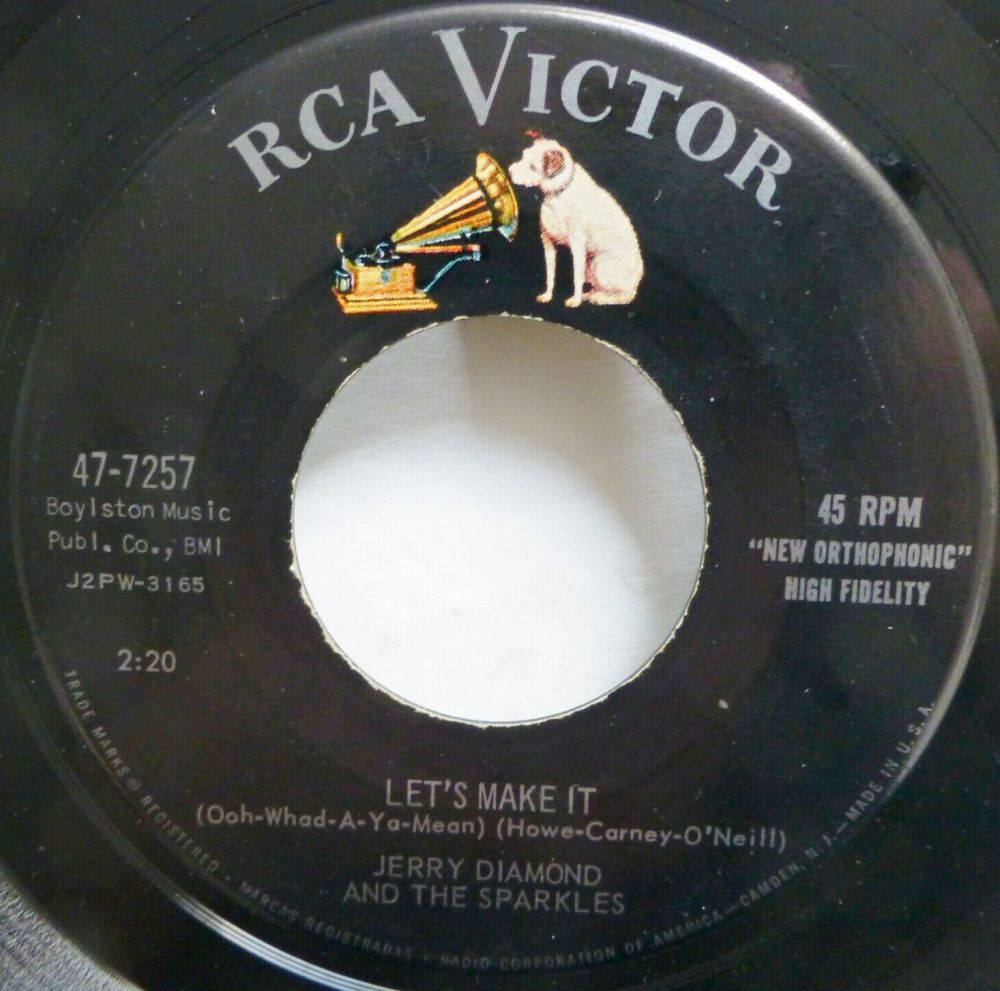 RCA VICTOR
47-7257
Boylston Music
Publ. Co., BMI
J2PW-3165
2:20
45 RPM
"NEW ORTHOPHONIC"
HIGH FIDELITY
LET'S MAKE IT
(Ooh-Whad-A-Ya-Mean) (Howe-Carney-O'Neill)
JERRY DIAMOND
AND THE SPARKLES
TRADE MARKS ® REGISTERED • MARCAS REGISTRADAS • RADIO CORPORATION OF AMERICA—CAMDEN, N. J.—MADE IN U. S. A.